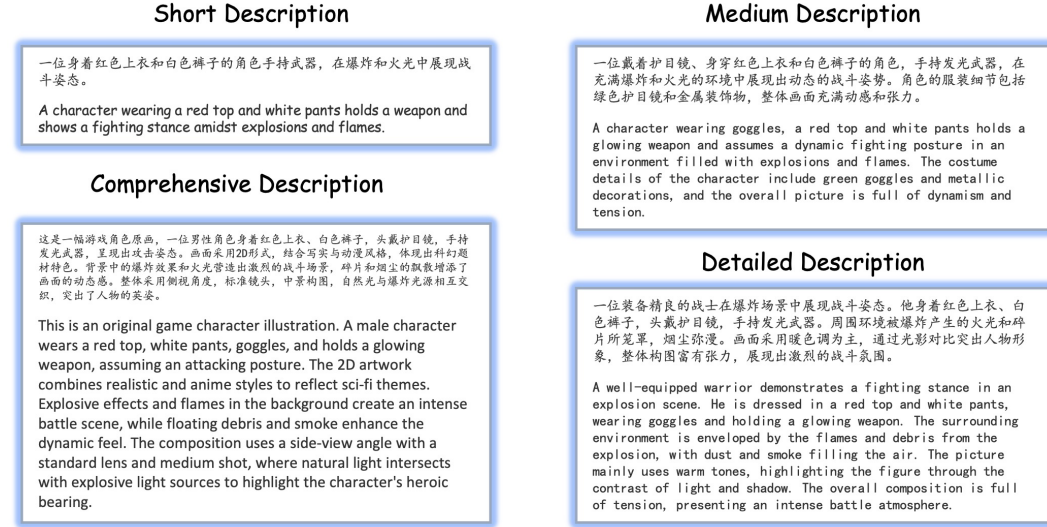 Short Description
一位身着红色上衣和白色裤子的角色手持武器，在爆炸和火光中展现战
斗姿态。
A character wearing a red top and white pants holds a weapon and
shows a fighting stance amidst explosions and flames.
Comprehensive Description
这是一幅游戏角色原画，一位男性角色身着红色上衣、白色裤子，头戴护目镜，手持
发光武器，呈现出攻击姿态。画面采用2D形式，结合写实与动漫风格，体现出科幻题
材特色。背景中的爆炸效果和火光营造出激烈的战斗场景，碎片和烟尘的飘散增添了
画面的动态感。整体采用侧视角度，标准镜头，中景构图，自然光与爆炸光源相互交
织，突出了人物的英姿。
This is an original game character illustration. A male character
wears a red top, white pants, goggles, and holds a glowing
weapon, assuming an attacking posture. The 2D artwork
combines realistic and anime styles to reflect sci-fi themes.
Explosive effects and flames in the background create an intense
battle scene, while floating debris and smoke enhance the
dynamic feel. The composition uses a side-view angle with a
standard lens and medium shot, where natural light intersects
with explosive light sources to highlight the character's heroic
bearing.
Medium Description
一位戴着护目镜、身穿红色上衣和白色裤子的角色，手持发光武器，在
充满爆炸和火光的环境中展现出动态的战斗姿势。角色的服装细节包括
绿色护目镜和金属装饰物，整体画面充满动感和张力。
A character wearing goggles, a red top and white pants holds a
glowing weapon and assumes a dynamic fighting posture in an
environment filled with explosions and flames. The costume
details of the character include green goggles and metallic
decorations, and the overall picture is full of dynamism and
tension.
Detailed Description
一位装备精良的战士在爆炸场景中展现战斗姿态。他身着红色上衣、白
色裤子，头戴护目镜，手持发光武器。周围环境被爆炸产生的火光和碎
片所笼罩，烟尘弥漫。画面采用暖色调为主，通过光影对比突出人物形
象，整体构图富有张力，展现出激烈的战斗氛围。
A well-equipped warrior demonstrates a fighting stance in an
explosion scene. He is dressed in a red top and white pants,
wearing goggles and holding a glowing weapon. The surrounding
environment is enveloped by the flames and debris from the
explosion, with dust and smoke filling the air. The picture
mainly uses warm tones, highlighting the figure through the
contrast of light and shadow. The overall composition is full
of tension, presenting an intense battle atmosphere.